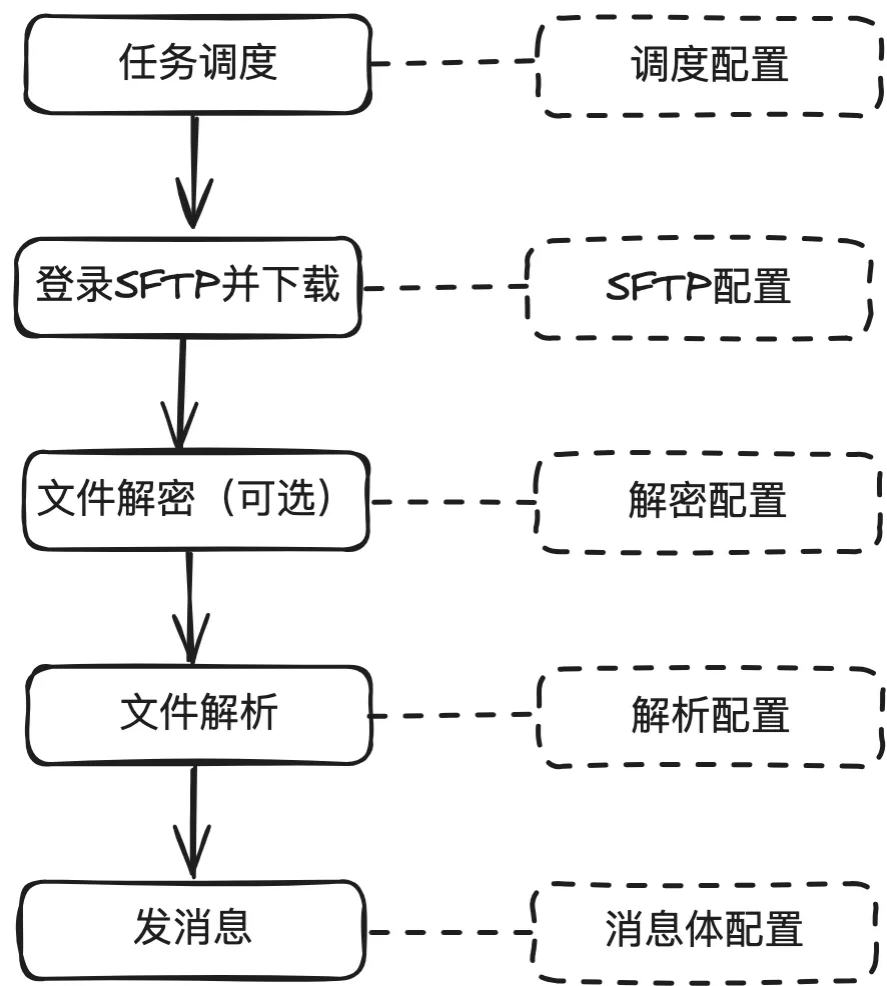 任务调度
调度配置
登录SFTP并下载
SFTP配置
文件解密（可选）
解密配置
文件解析
解析配置
发消息
消息体配置